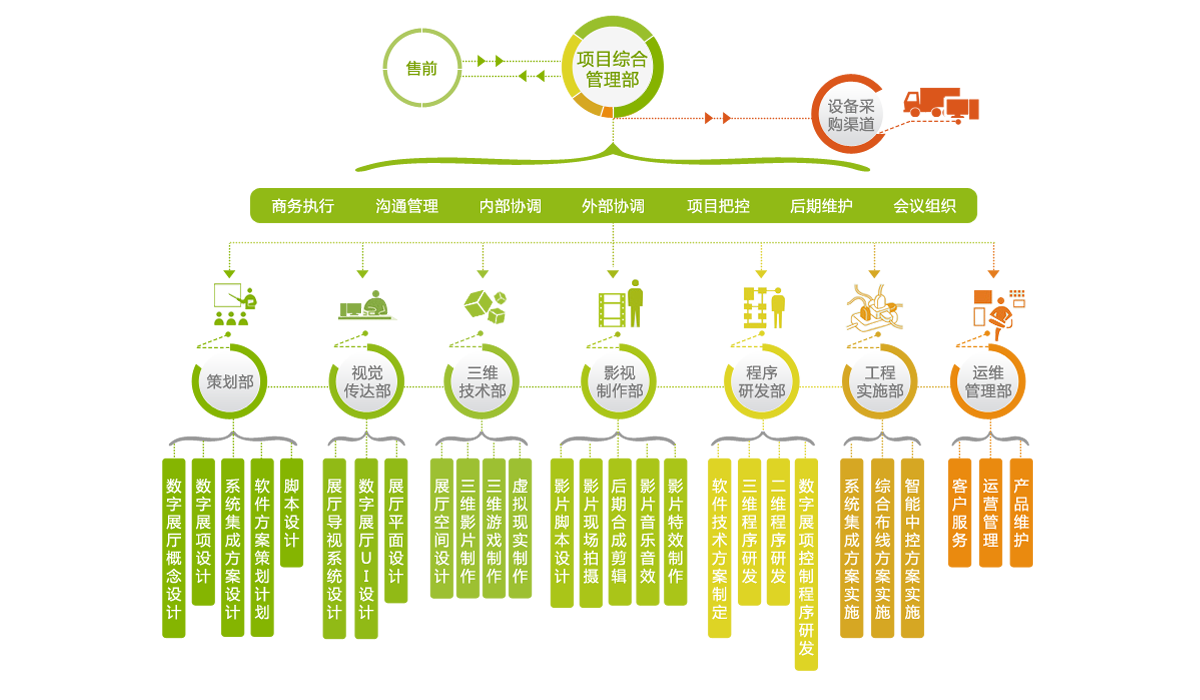 售前
项目综合
管理部
设备采
购渠道
商务执行 沟通管理 内部协调 外部协调 项目把控 后期维护 会议组织
策划部
视觉
传达部
三维
技术部
影视
制作部
程序
研发部
工程
实施部
运维
管理部
数字展厅概念设计
数字展项设计
系统集成方案设计
软件方案策划计划
脚本设计
展厅导视系统设计
数字展厅UI设计
展厅平面设计
展厅空间设计
三维影片制作
三维游戏制作
虚拟现实制作
影片脚本设计
影片现场拍摄
后期合成剪辑
影片音乐音效
影片特效制作
软件技术方案制定
三维程序研发
二维程序研发
数字展项控制程序研发
系统集成方案实施
综合布线方案实施
智能中控方案实施
客户服务
运营管理
产品维护